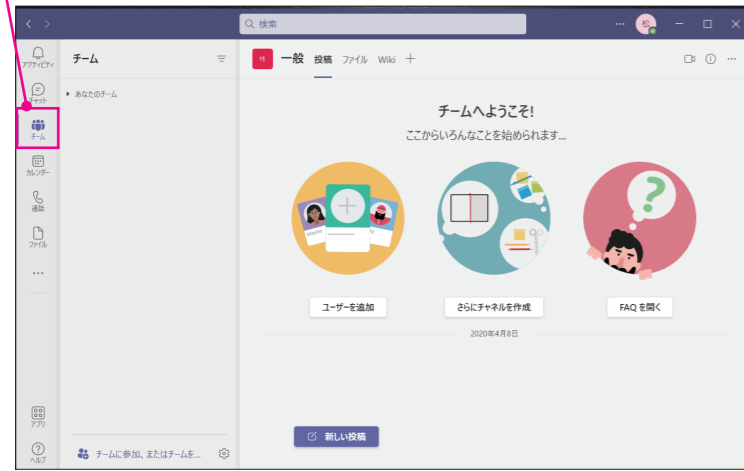 検索
松
アクティビティ
チャット
チーム
カレンダー
通話
ファイル
アプリ
ヘルプ
チーム
あなたのチーム
チームに参加、またはチームを...
一般 投稿 ファイル Wiki
チームへようこそ!
ここからいろんなことを始められます...
ユーザーを追加
さらにチャネルを作成
FAQ を開く
2020年4月8日
新しい投稿